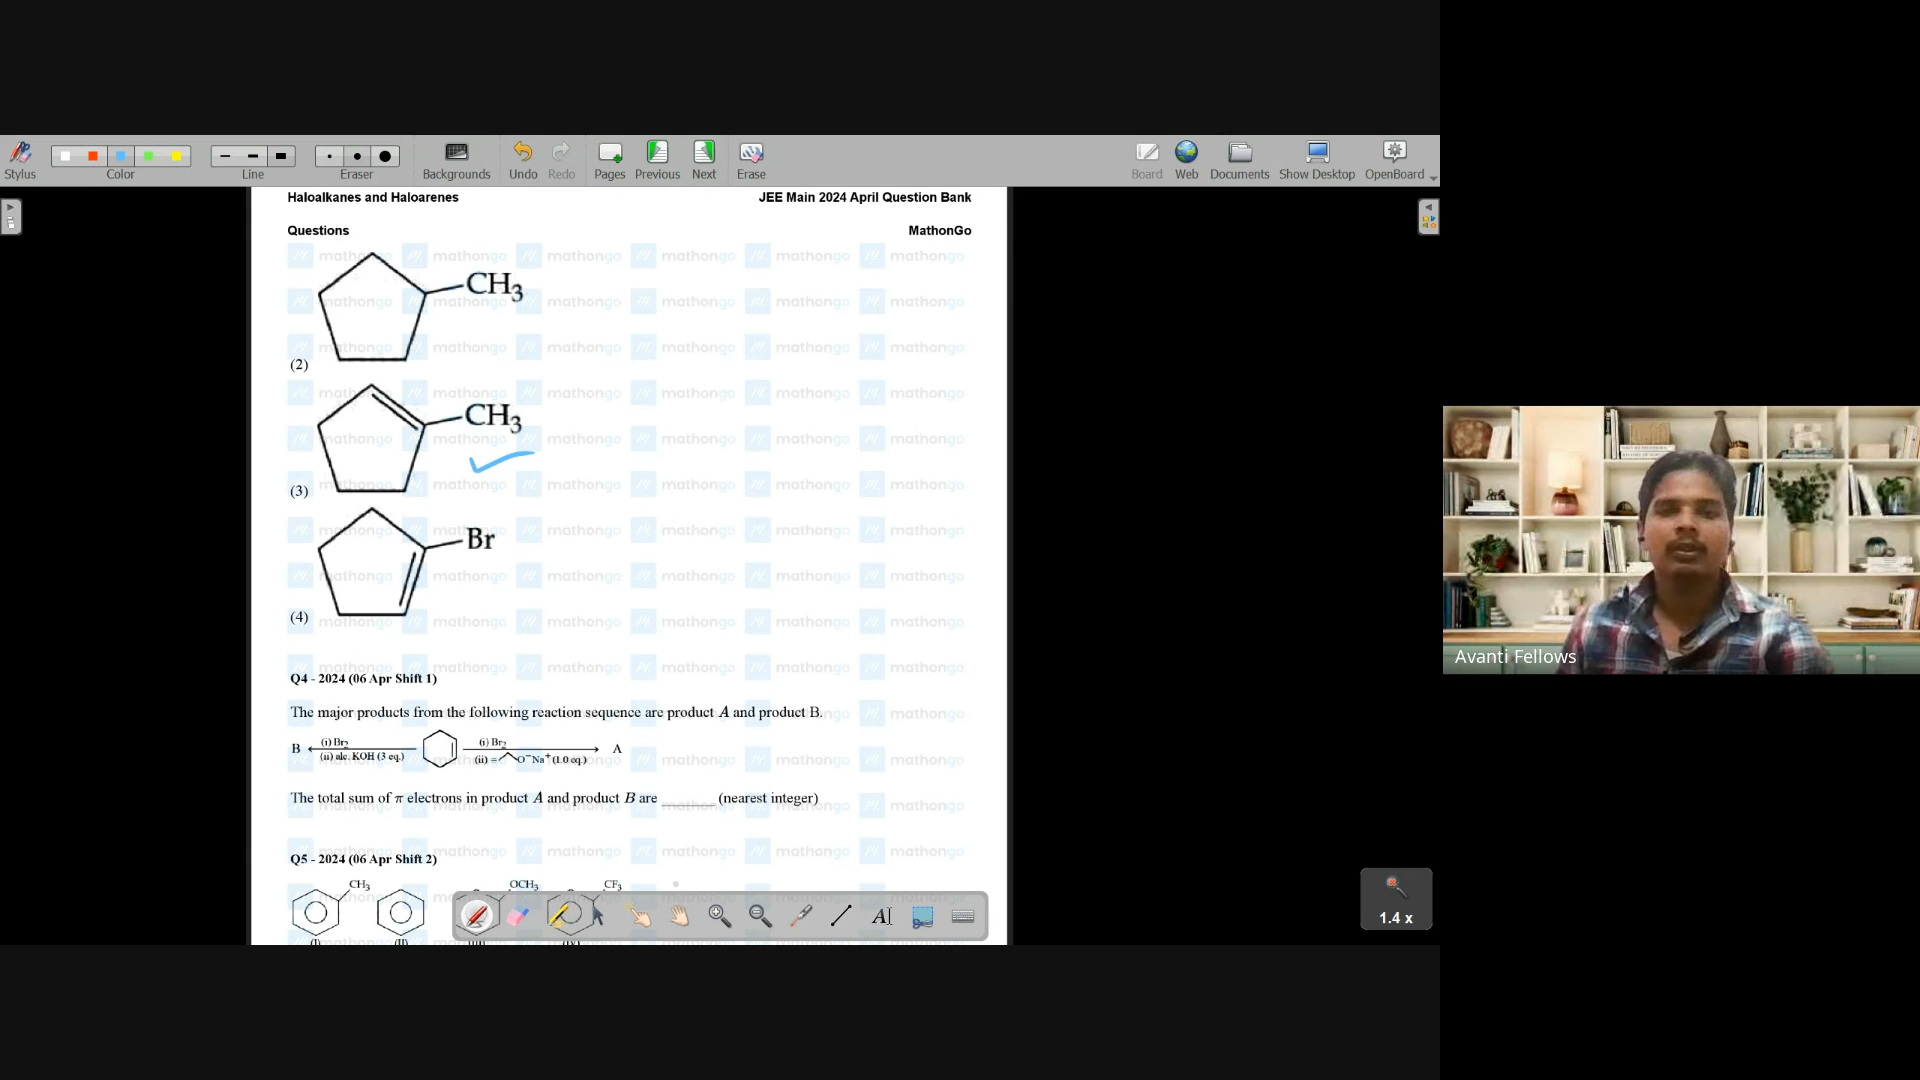 Stylus
Color
Line
Eraser
Backgrounds
Undo
Redo
Pages
Previous
Next
Erase
Board
Web
Documents
Show Desktop
OpenBoard
Haloalkanes and Haloarenes
JEE Main 2024 April Question Bank
Questions
MathonGo
CH3
(2)
CH3
(3)
Br
(4)
Q4 - 2024 (06 Apr Shift 1)
The major products from the following reaction sequence are product A and product B.
B
(i) Br2
(ii) alc. KOH (3 eq.)
(i) Br2
(ii) = O⁻Na⁺ (1.0 eq.)
A
The total sum of π electrons in product A and product B are ______ (nearest integer)
Q5 - 2024 (06 Apr Shift 2)
CH3
OCH3
CF3
(I)
(II)
A
1.4 x
Avanti Fellows
mathongo